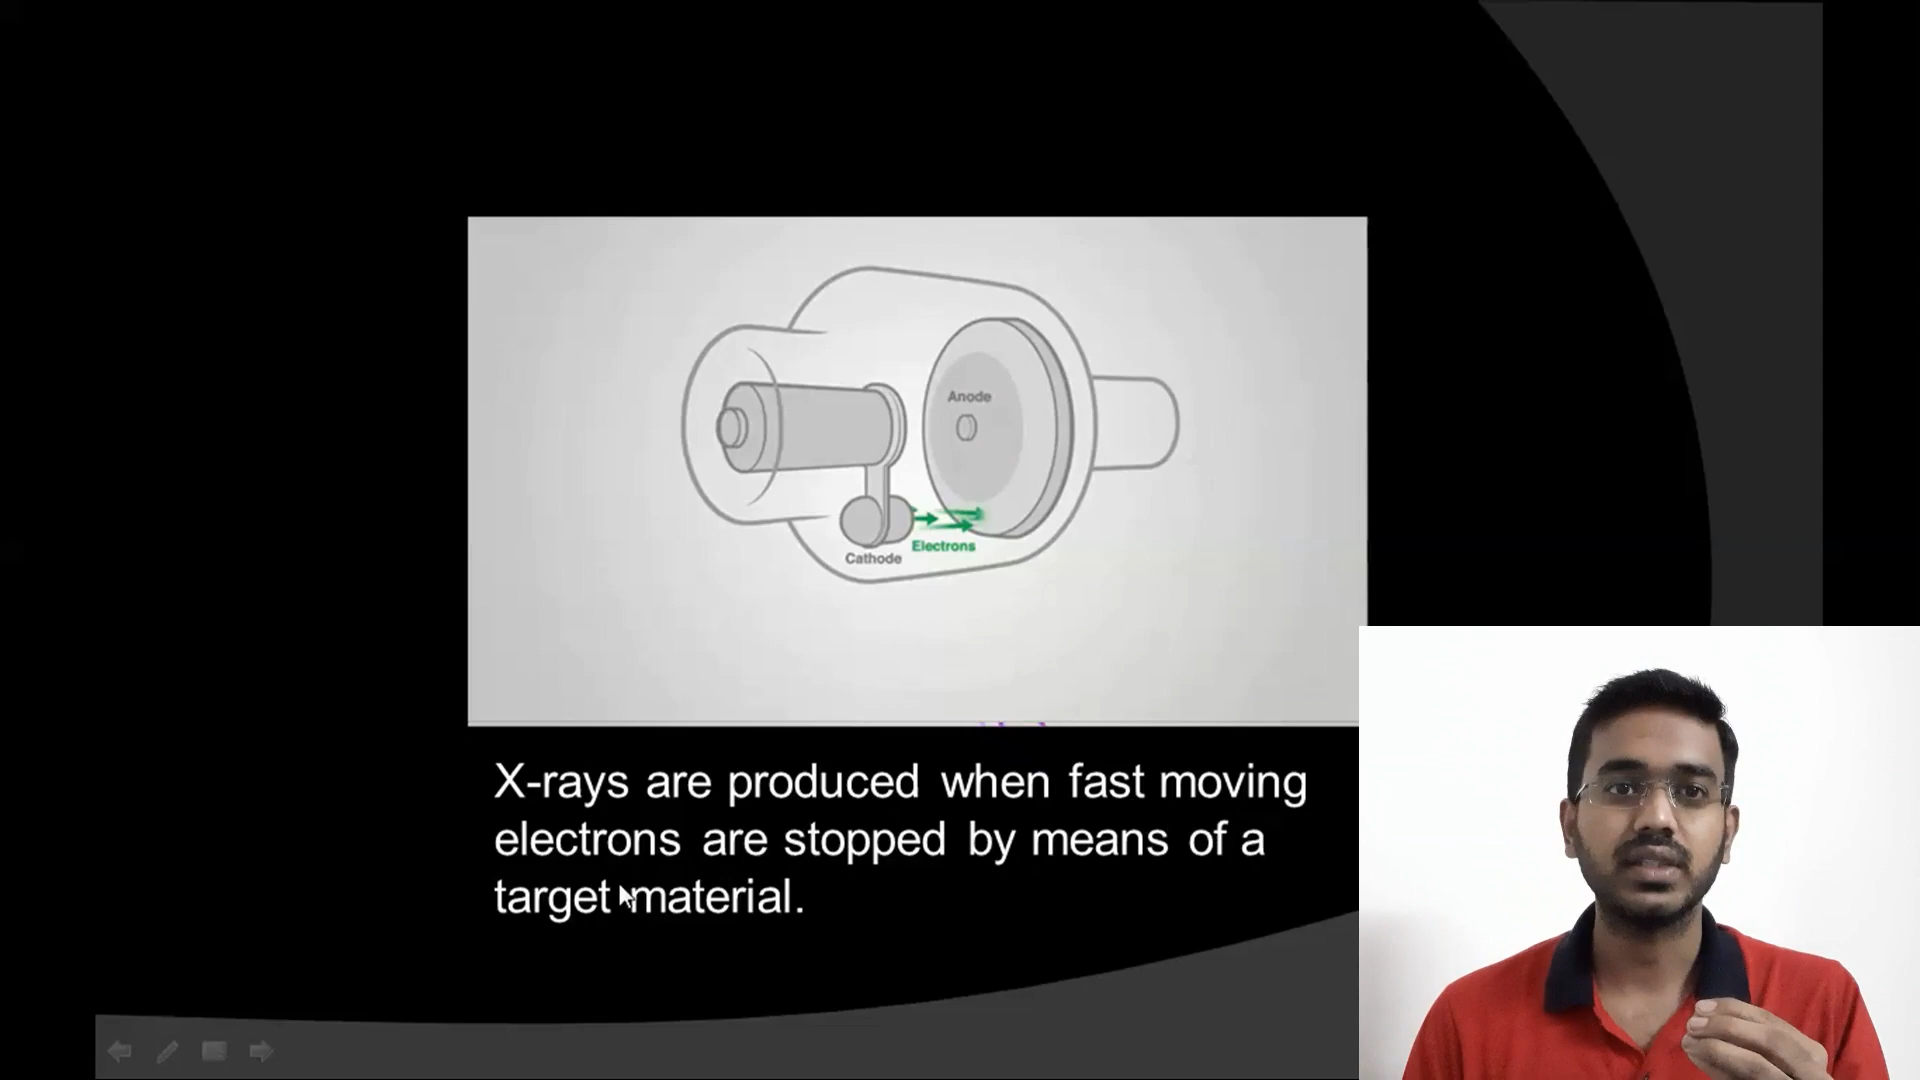 Anode
Cathode
Electrons
X-rays are produced when fast moving
electrons are stopped by means of a
target material.